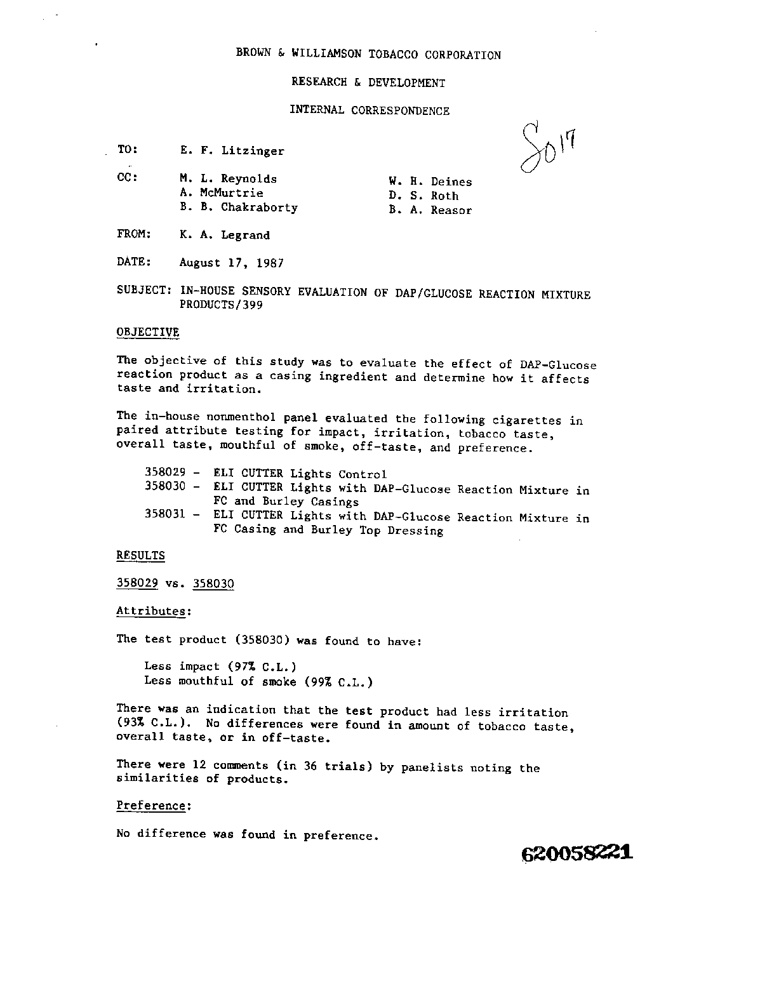 BROWN & WILLIAMSON TOBACCO CORPORATION
RESEARCH & DEVELOPMENT
INTERNAL CORRESPONDENCE
TO: E. F. Litzinger
CC: M. L. Reynolds W. H. Deines
A. McMurtrie D. S. Roth
B. B. Chakraborty B. A. Reasor
FROM: K. A. Legrand
DATE: August 17, 1987
SUBJECT: IN-HOUSE SENSORY EVALUATION OF DAP/GLUCOSE REACTION MIXTURE
PRODUCTS/399
OBJECTIVE
The objective of this study was to evaluate the effect of DAP-Glucose
reaction product as a casing ingredient and determine how it affects
taste and irritation.
The in-house nonmenthol panel evaluated the following cigarettes in
paired attribute testing for impact, irritation, tobacco taste,
overall taste, mouthful of smoke, off-taste, and preference.
358029 - ELI CUTTER Lights Control
358030 - ELI CUTTER Lights with DAP-Glucose Reaction Mixture in
FC and Burley Casings
358031 - ELI CUTTER Lights with DAP-Glucose Reaction Mixture in
FC Casing and Burley Top Dressing
RESULTS
358029 vs. 358030
Attributes:
The test product (358030) was found to have:
Less impact (97% C.L.)
Less mouthful of smoke (99% C.L.)
There was an indication that the test product had less irritation
(93% C.L.). No differences were found in amount of tobacco taste,
overall taste, or in off-taste.
There were 12 comments (in 36 trials) by panelists noting the
similarities of products.
Preference:
No difference was found in preference.
620058221